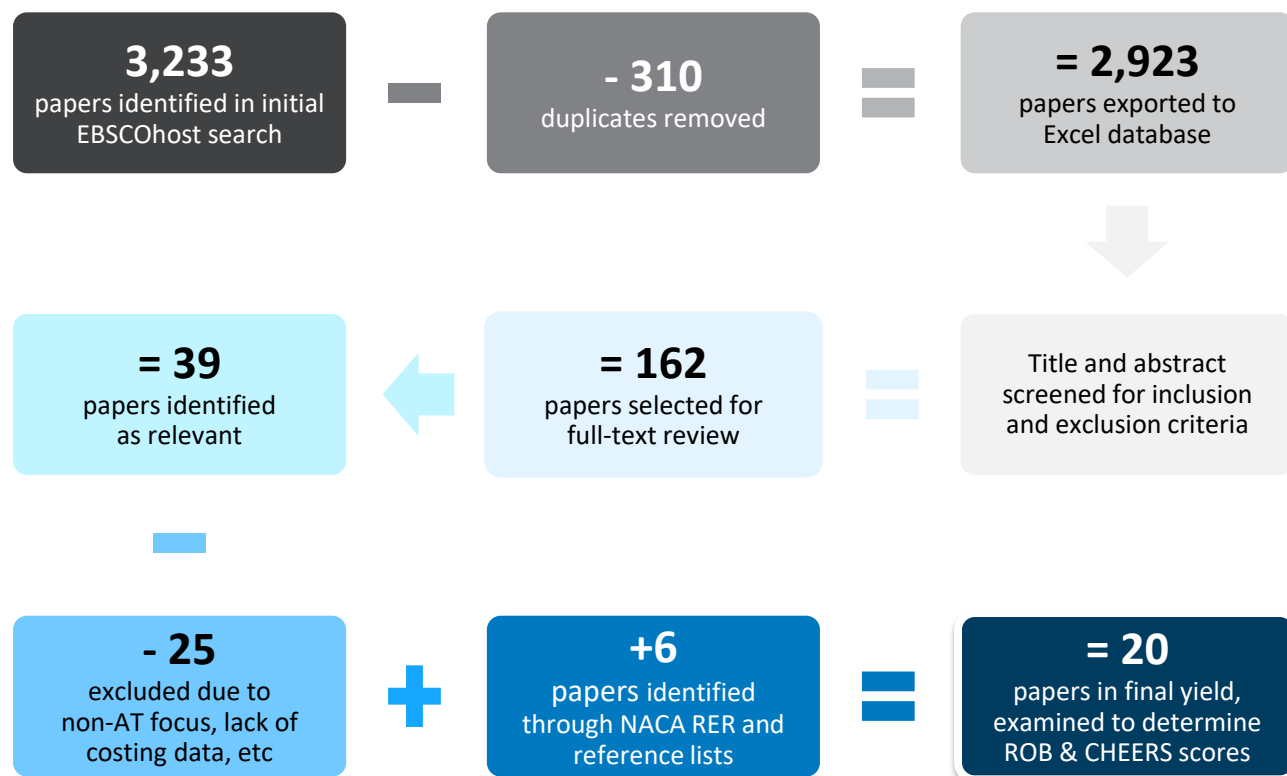 3,233
papers identified in initial
EBSCOhost search
- 310
duplicates removed
= 2,923
papers exported to
Excel database
Title and abstract
screened for inclusion
and exclusion criteria
= 162
papers selected for
full-text review
= 39
papers identified
as relevant
- 25
excluded due to
non-AT focus, lack of
costing data, etc
+6
papers identified
through NACA RER and
reference lists
= 20
papers in final yield,
examined to determine
ROB & CHEERS scores